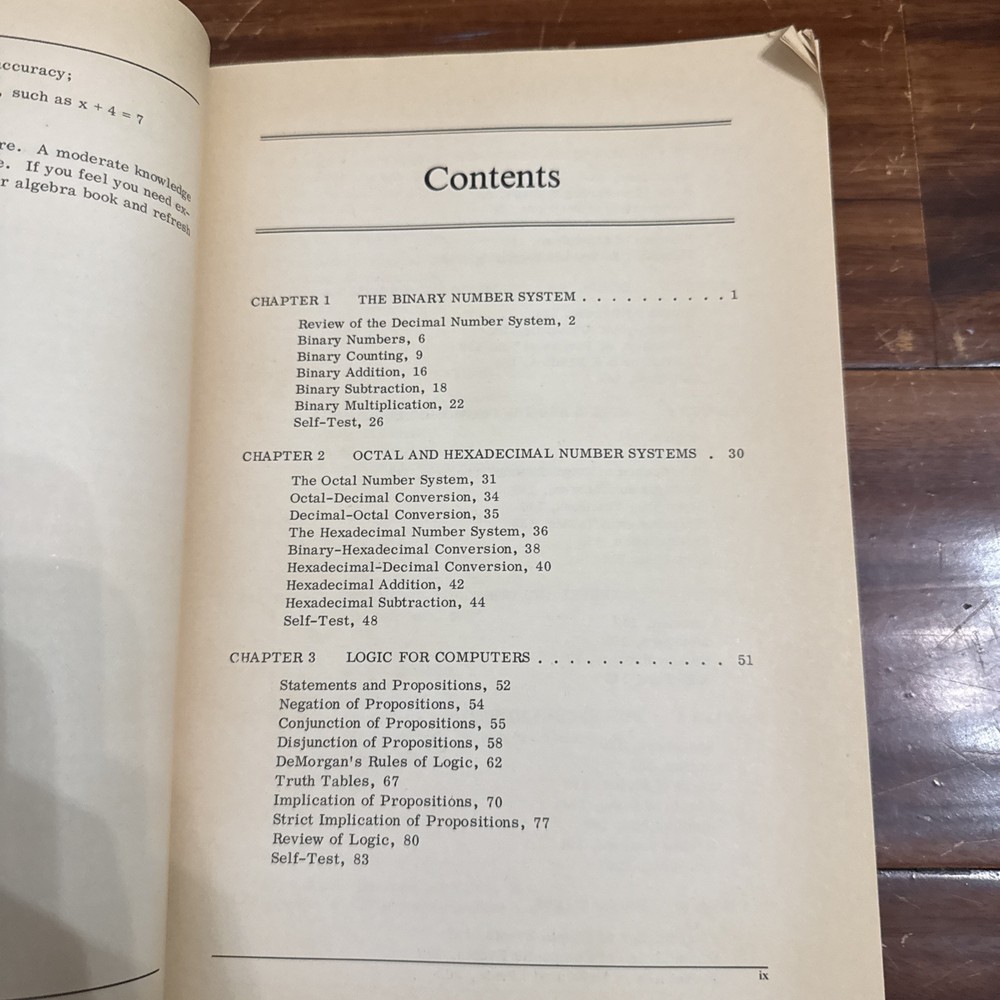 ccuracy;
, such as x + 4 = 7
re. A moderate knowledge
e. If you feel you need ex-
r algebra book and refresh
Contents
CHAPTER 1 THE BINARY NUMBER SYSTEM . . . . . . . . . . 1
Review of the Decimal Number System, 2
Binary Numbers, 6
Binary Counting, 9
Binary Addition, 16
Binary Subtraction, 18
Binary Multiplication, 22
Self-Test, 26
CHAPTER 2 OCTAL AND HEXADECIMAL NUMBER SYSTEMS . 30
The Octal Number System, 31
Octal-Decimal Conversion, 34
Decimal-Octal Conversion, 35
The Hexadecimal Number System, 36
Binary-Hexadecimal Conversion, 38
Hexadecimal-Decimal Conversion, 40
Hexadecimal Addition, 42
Hexadecimal Subtraction, 44
Self-Test, 48
CHAPTER 3 LOGIC FOR COMPUTERS . . . . . . . . . . . . 51
Statements and Propositions, 52
Negation of Propositions, 54
Conjunction of Propositions, 55
Disjunction of Propositions, 58
DeMorgan's Rules of Logic, 62
Truth Tables, 67
Implication of Propositions, 70
Strict Implication of Propositions, 77
Review of Logic, 80
Self-Test, 83
ix